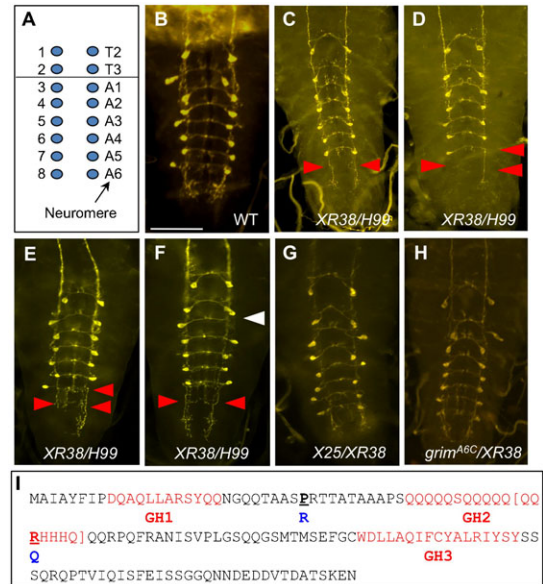 A
1 T2
2 T3
3 A1
4 A2
5 A3
6 A4
7 A5
8 A6
Neuromere
B
WT
C
XR38/H99
D
XR38/H99
E
XR38/H99
F
XR38/H99
G
X25/XR38
H
grimA6C/XR38
I
MAIAYFIPDQAQLLARSYQQNGQQTAASPRTTATAAAPSQQQQQSQQQQQ[QQ
GH1 R GH2
RHHHQ]QQRPQFRANISVPLGSQQGSMTMSEFGCWDLLAQIFCYALRIYSYSS
Q GH3
SQRQPTVIQISFEISSGGQNNDEDDVTDATSKEN